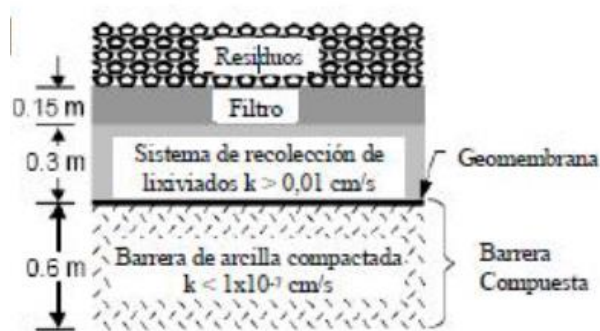 Residuos
0.15 m
Filtro
0.3 m
Sistema de recolección de
lixiviados k > 0,01 cm/s
Geomembrana
0.6 m
Barrera de arcilla compactada
k < 1x10⁻⁷ cm/s
Barrera
Compuesta